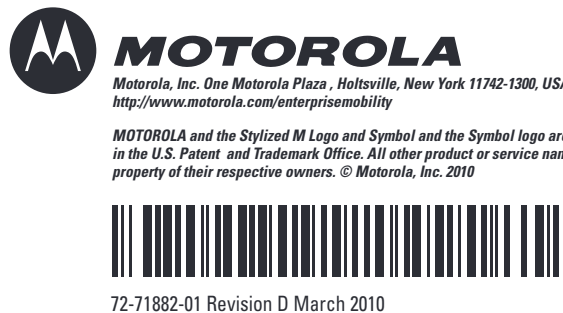 MOTOROLA
Motorola, Inc. One Motorola Plaza , Holtsville, New York 11742-1300, USA
http://www.motorola.com/enterprisemobility
MOTOROLA and the Stylized M Logo and Symbol and the Symbol logo are
in the U.S. Patent and Trademark Office. All other product or service
property of their respective owners. © Motorola, Inc. 2010
72-71882-01 Revision D March 2010